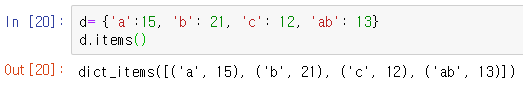 In [20]: d= {'a':15, 'b': 21, 'c': 12, 'ab': 13}
d.items()
Out[20]: dict_items([('a', 15), ('b', 21), ('c', 12), ('ab', 13)])